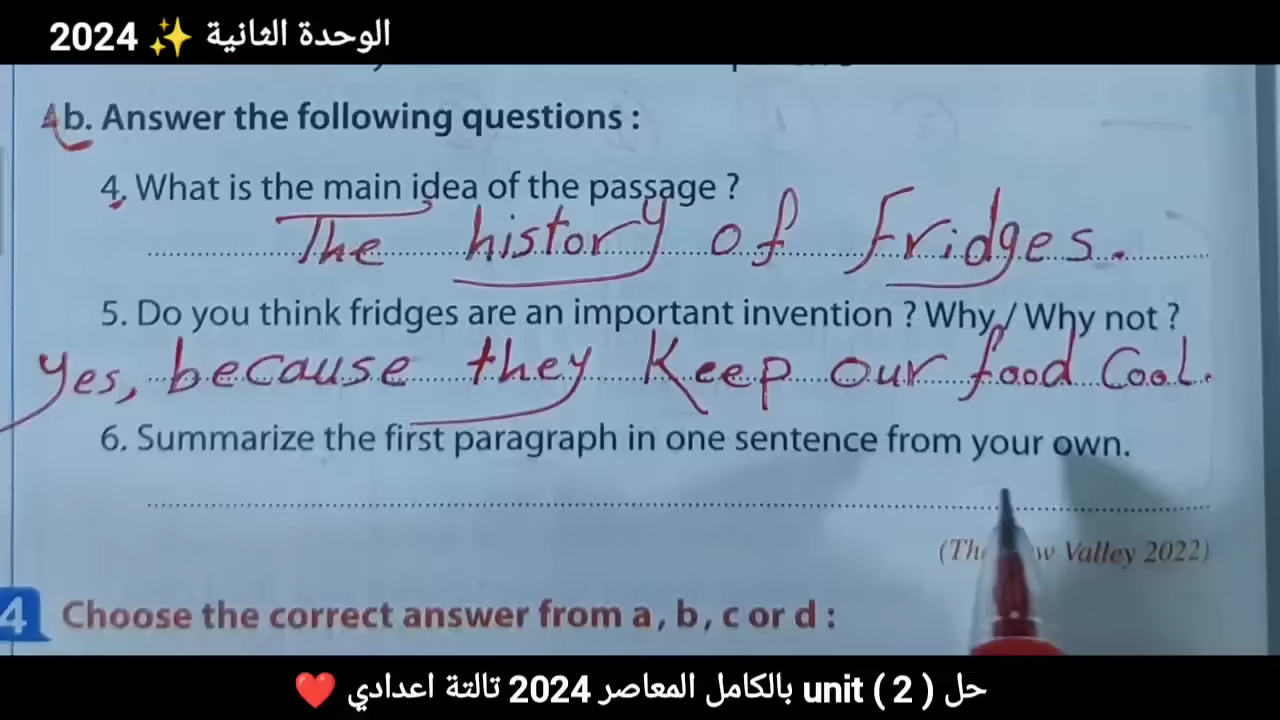 الوحدة الثانية ✨ 2024
4b. Answer the following questions :
4. What is the main idea of the passage ?
The history of Fridges.
5. Do you think fridges are an important invention ? Why / Why not ?
Yes, because they Keep our food Cool.
6. Summarize the first paragraph in one sentence from your own.
Valley 2022)
4 Choose the correct answer from a, b, c or d :
حل unit ( 2 ) بالكامل المعاصر 2024 تالتة اعدادي ❤️